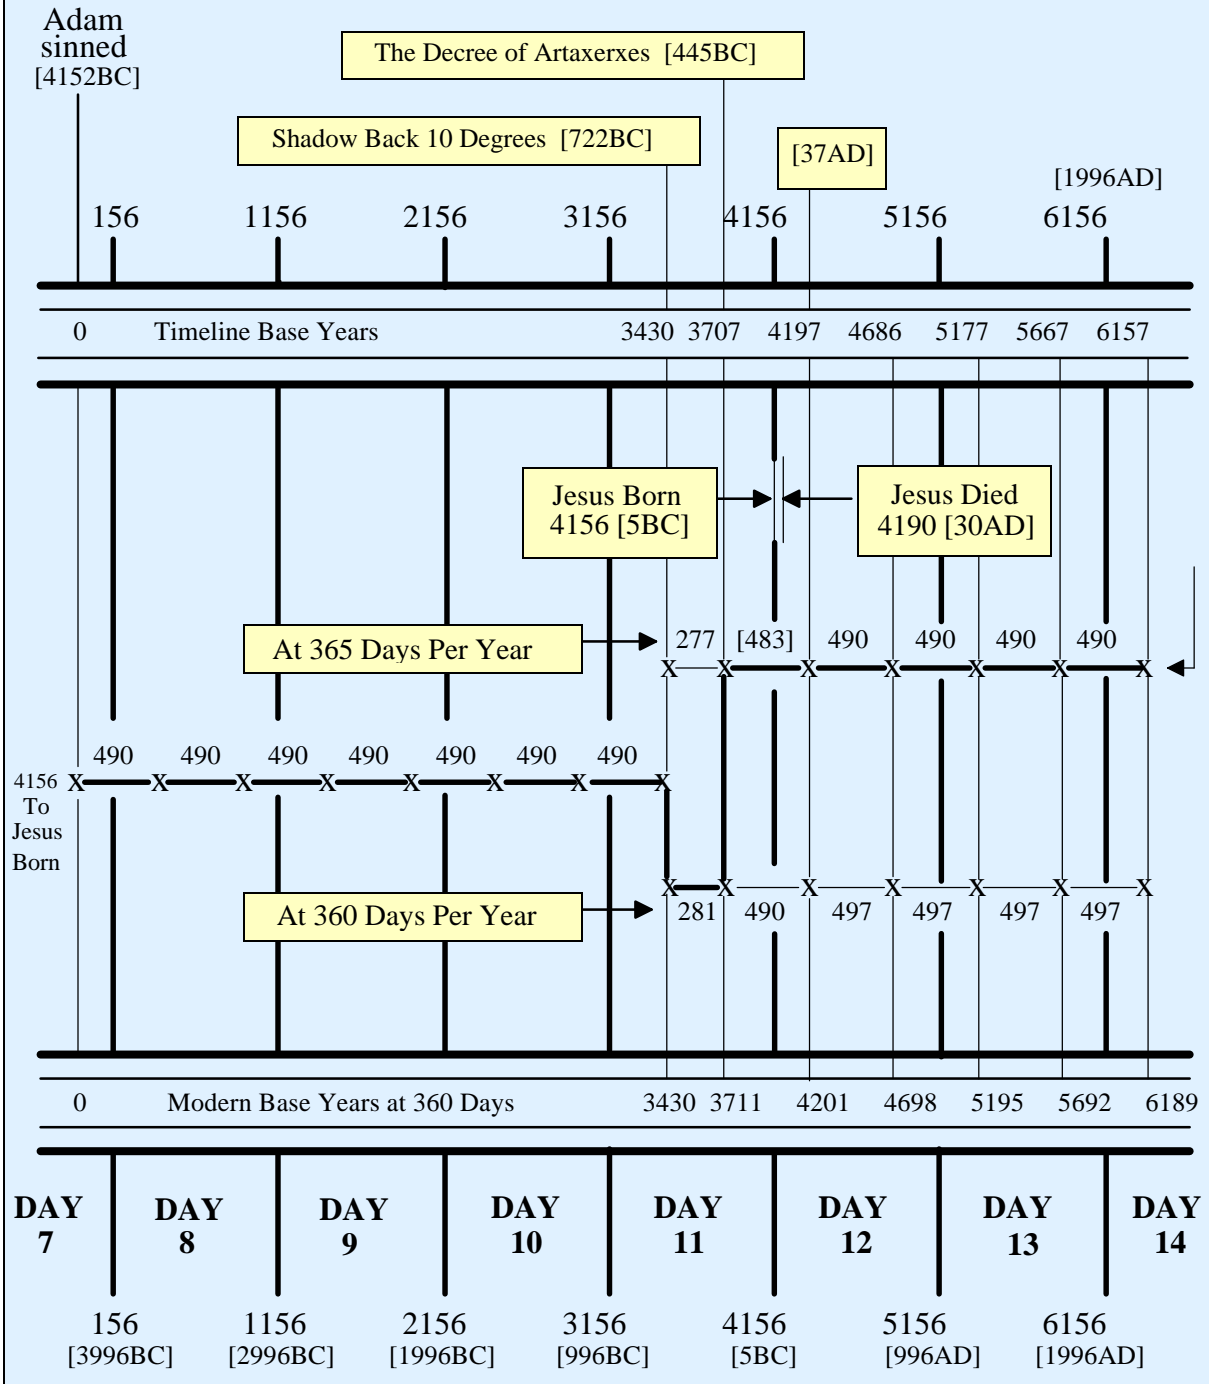 Adam
sinned
[4152BC]
The Decree of Artaxerxes [445BC]
Shadow Back 10 Degrees [722BC]
[37AD]
[1996AD]
156 1156 2156 3156 4156 5156 6156
0 Timeline Base Years 3430 3707 4197 4686 5177 5667 6157
Jesus Born
4156 [5BC]
Jesus Died
4190 [30AD]
At 365 Days Per Year
277 [483] 490 490 490 490
X X X X X X X
490 490 490 490 490 490 490
4156 X X X X X X X X
To
Jesus
Born
X X X X X X X
At 360 Days Per Year
281 490 497 497 497 497
0 Modern Base Years at 360 Days 3430 3711 4201 4698 5195 5692 6189
DAY DAY DAY DAY DAY DAY DAY DAY
7 8 9 10 11 12 13 14
156 1156 2156 3156 4156 5156 6156
[3996BC] [2996BC] [1996BC] [996BC] [5BC] [996AD] [1996AD]